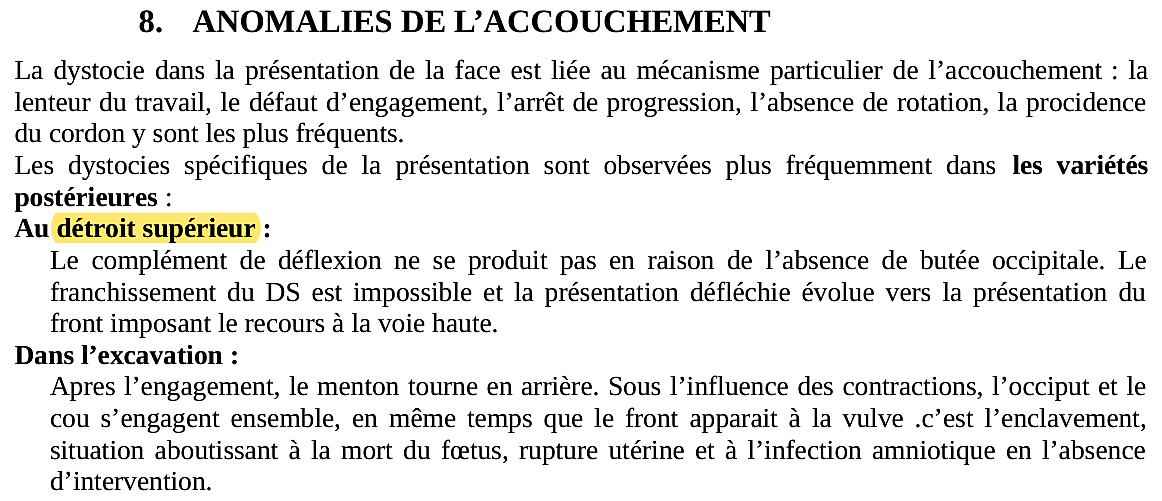 8. ANOMALIES DE L’ACCOUCHEMENT
La dystocie dans la présentation de la face est liée au mécanisme particulier de l’accouchement : la
lenteur du travail, le défaut d’engagement, l’arrêt de progression, l’absence de rotation, la procidence
du cordon y sont les plus fréquents.
Les dystocies spécifiques de la présentation sont observées plus fréquemment dans les variétés
postérieures :
Au détroit supérieur :
Le complément de déflexion ne se produit pas en raison de l’absence de butée occipitale. Le
franchissement du DS est impossible et la présentation défléchie évolue vers la présentation du
front imposant le recours à la voie haute.
Dans l’excavation :
Apres l’engagement, le menton tourne en arrière. Sous l’influence des contractions, l’occiput et le
cou s’engagent ensemble, en même temps que le front apparait à la vulve .c’est l’enclavement,
situation aboutissant à la mort du fœtus, rupture utérine et à l’infection amniotique en l’absence
d’intervention.